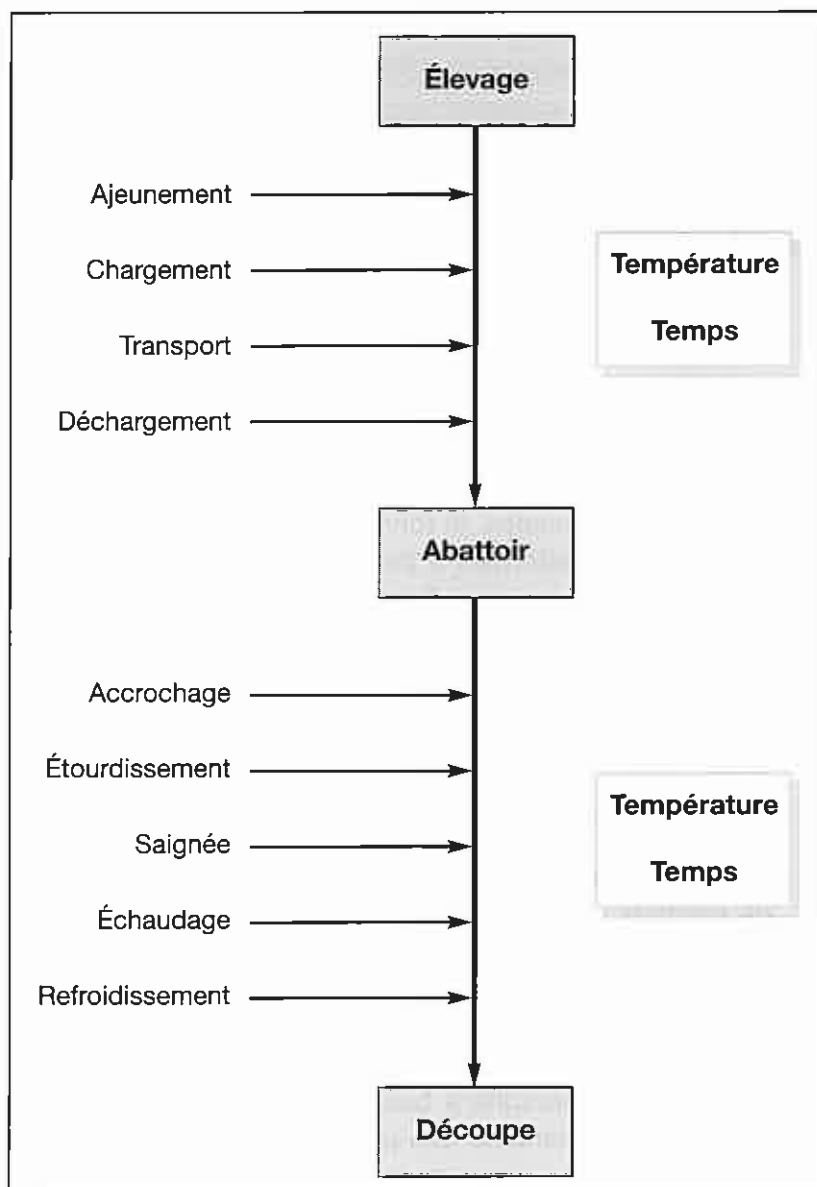 Élevage
Ajeunement
Chargement
Température
Transport
Temps
Déchargement
Abattoir
Accrochage
Étourdissement
Température
Saignée
Temps
Échaudage
Refroidissement
Découpe